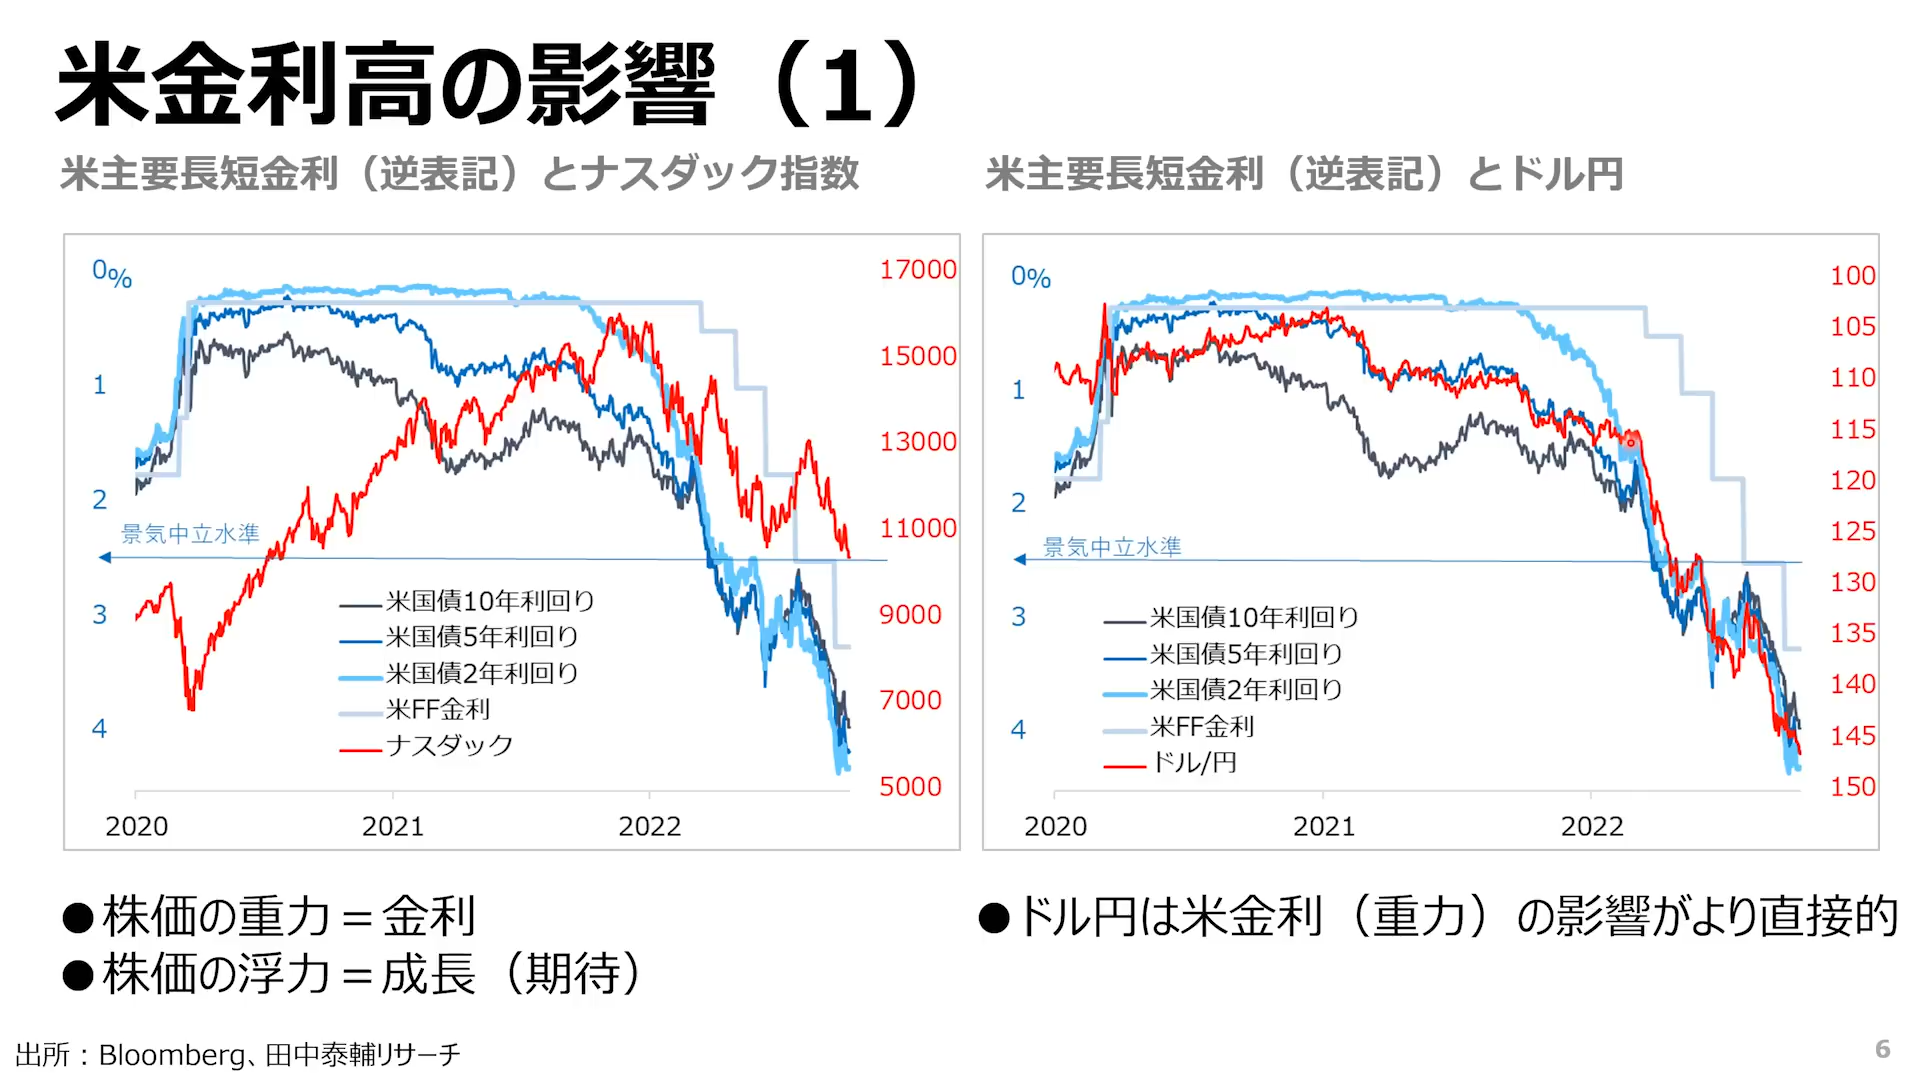 米金利高の影響（1）
米主要長短金利（逆表記）とナスダック指数
0%
1
2
3
4
17000
15000
13000
11000
9000
7000
5000
景気中立水準
米国債10年利回り
米国債5年利回り
米国債2年利回り
米FF金利
ナスダック
2020 2021 2022
米主要長短金利（逆表記）とドル円
0%
1
2
3
4
100
105
110
115
120
125
130
135
140
145
150
景気中立水準
米国債10年利回り
米国債5年利回り
米国債2年利回り
米FF金利
ドル/円
2020 2021 2022
●株価の重力＝金利
●株価の浮力＝成長（期待）
●ドル円は米金利（重力）の影響がより直接的
出所：Bloomberg、田中泰輔リサーチ
6